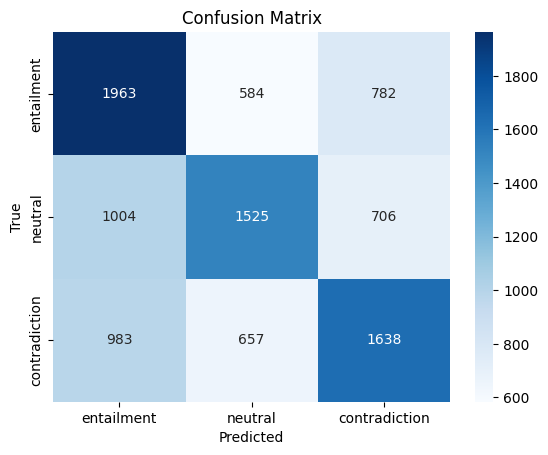 Confusion Matrix
True
entailment
1963 584 782
neutral
1004 1525 706
contradiction
983 657 1638
entailment neutral contradiction
Predicted
1800
1600
1400
1200
1000
800
600